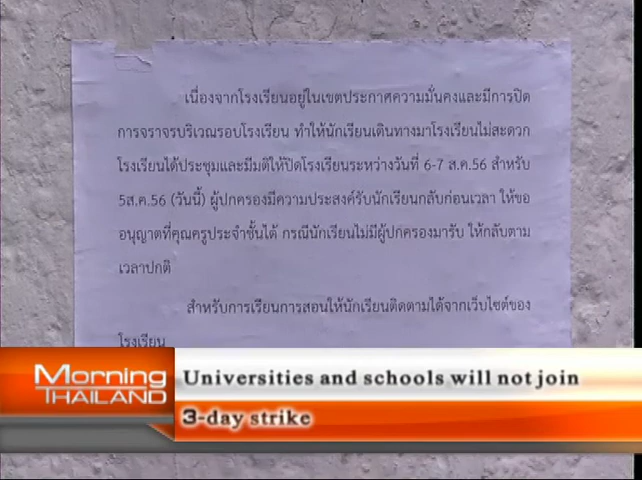 เนื่องจากโรงเรียนอยู่ในเขตประกาศความมั่นคงและมีการปิด
การจราจรบริเวณรอบโรงเรียน ทำให้นักเรียนเดินทางมาโรงเรียนไม่สะดวก
โรงเรียนได้ประชุมและมีมติให้ปิดโรงเรียนระหว่างวันที่ 6-7 ส.ค.56 สำหรับ
5ส.ค.56 (วันนี้) ผู้ปกครองมีความประสงค์รับนักเรียนกลับก่อนเวลา ให้ขอ
อนุญาตที่คุณครูประจำชั้นได้ กรณีนักเรียนไม่มีผู้ปกครองมารับ ให้กลับตาม
เวลาปกติ
สำหรับการเรียนการสอนให้นักเรียนติดตามได้จากเว็บไซต์ของ
โรงเรียน
Morning
THAILAND
Universities and schools will not join
3-day strike